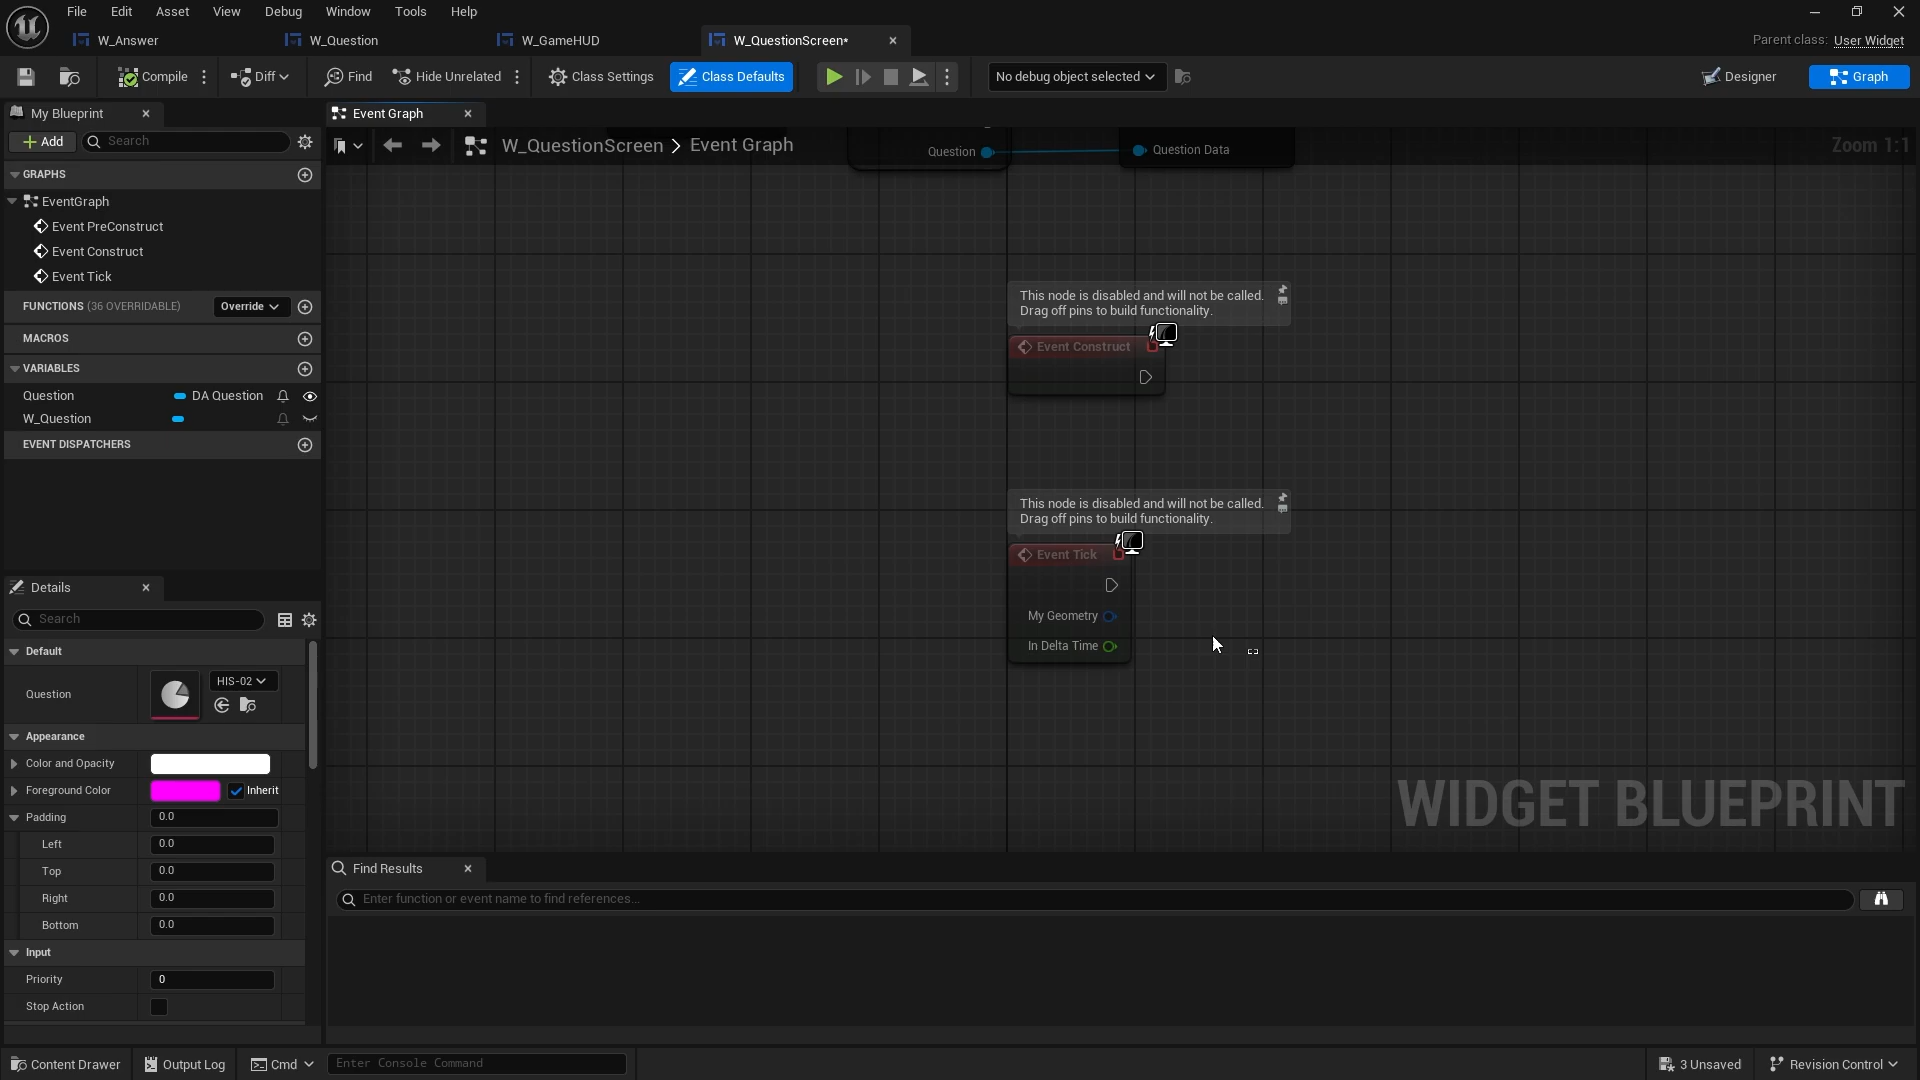 File Edit Asset View Debug Window Tools Help
W_Answer W_Question W_GameHUD W_QuestionScreen*
Parent class: User Widget
Compile Diff Find Hide Unrelated Class Settings Class Defaults No debug object selected Designer Graph
My Blueprint
Event Graph
Add Search
W_QuestionScreen > Event Graph
Zoom 1:1
Question
Question Data
GRAPHS
EventGraph
Event PreConstruct
Event Construct
Event Tick
FUNCTIONS (36 OVERRIDABLE) Override
MACROS
VARIABLES
Question DA Question
W_Question
EVENT DISPATCHERS
This node is disabled and will not be called.
Drag off pins to build functionality.
Event Construct
This node is disabled and will not be called.
Drag off pins to build functionality.
Event Tick
My Geometry
In Delta Time
WIDGET BLUEPRINT
Details
Search
Default
Question HIS-02
Appearance
Color and Opacity
Foreground Color Inherit
Padding 0.0
Left 0.0
Top 0.0
Right 0.0
Bottom 0.0
Input
Priority 0
Stop Action
Find Results
Enter function or event name to find references...
Content Drawer Output Log Cmd Enter Console Command 3 Unsaved Revision Control